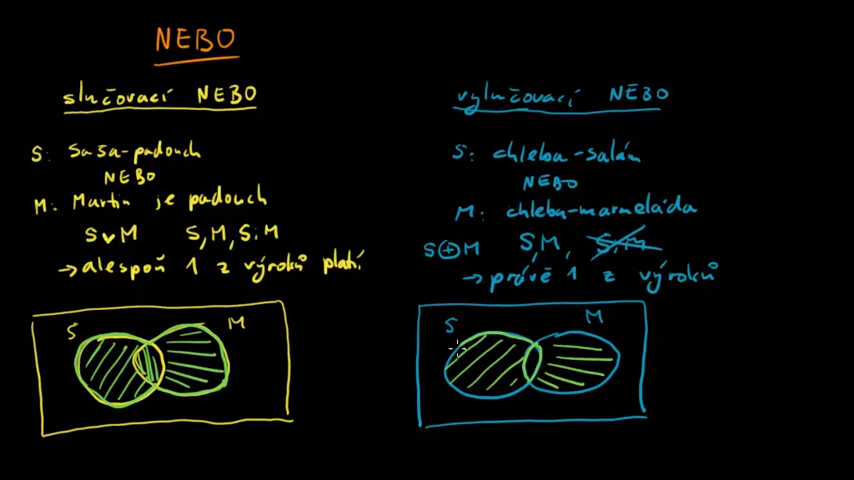 NEBO
slučovací NEBO
S: Saša-padouch
NEBO
M: Martin je padouch
S∨M S, M, S i M
→ alespoň 1 z výroků platí
S M
vylučovací NEBO
S: chleba-salám
NEBO
M: chleba-marmeláda
S⊕M S, M, S, M
→ právě 1 z výroků
S M